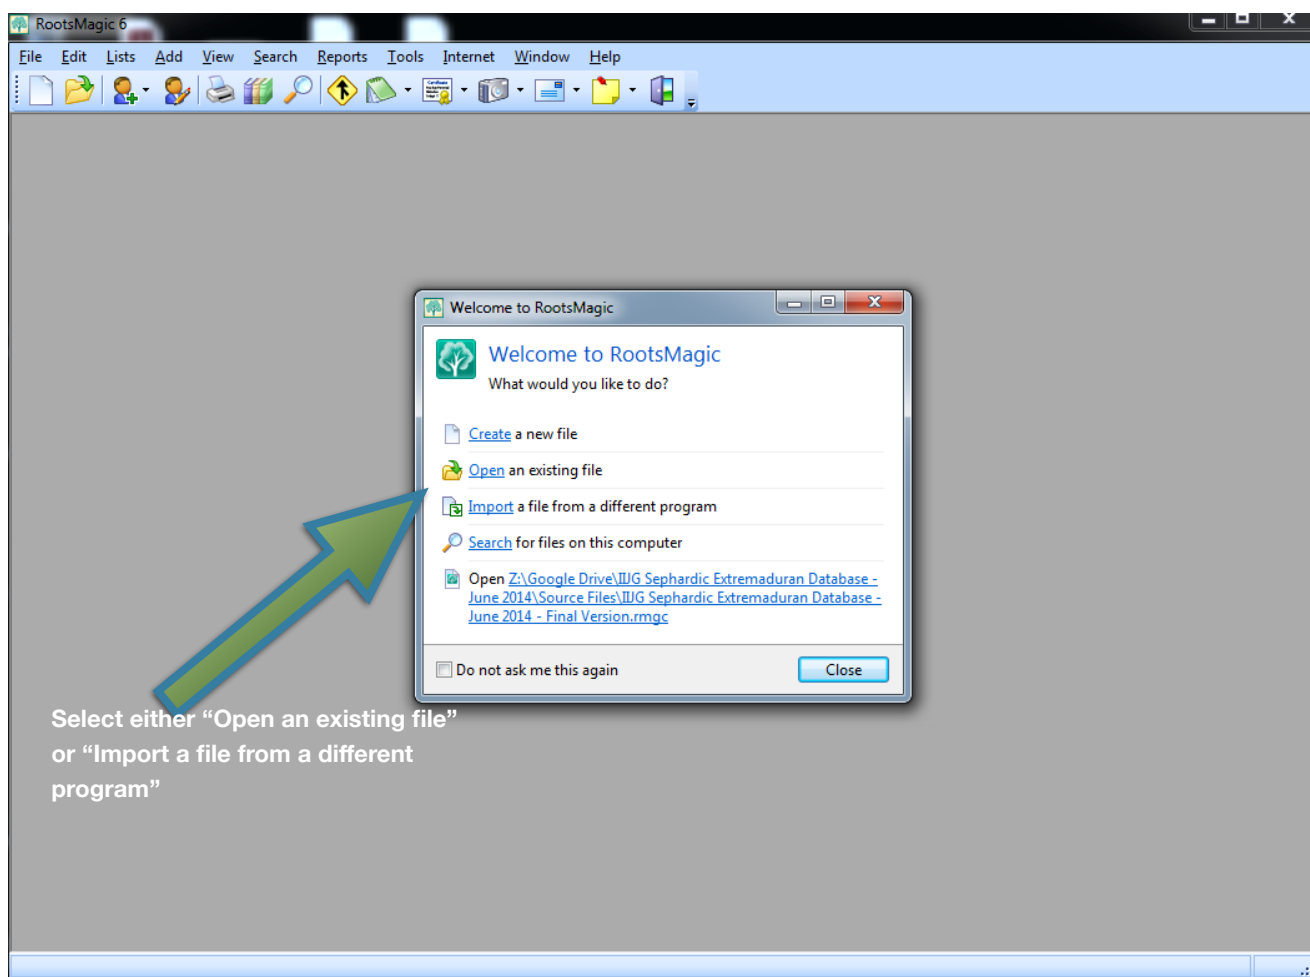 RootsMagic 6
File Edit Lists Add View Search Reports Tools Internet Window Help
Welcome to RootsMagic
Welcome to RootsMagic
What would you like to do?
Create a new file
Open an existing file
Import a file from a different program
Search for files on this computer
Open Z:\Google Drive\IIJG Sephardic Extremaduran Database -
June 2014\Source Files\IIJG Sephardic Extremaduran Database -
June 2014 - Final Version.rmgc
Do not ask me this again
Close
Select either “Open an existing file”
or “Import a file from a different
program”